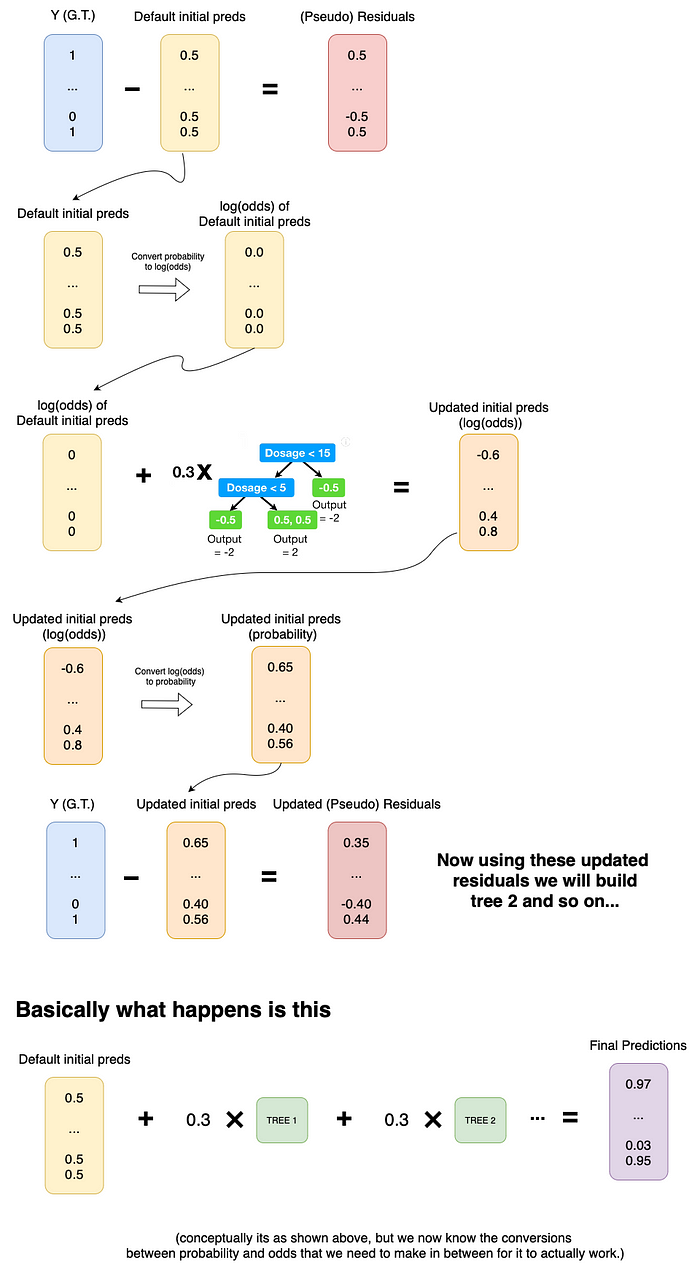 Y (G.T.)
Default initial preds
(Pseudo) Residuals
1
...
0
1
–
0.5
...
0.5
0.5
=
0.5
...
-0.5
0.5
Default initial preds
0.5
...
0.5
0.5
Convert probability
to log(odds)
log(odds) of
Default initial preds
0.0
...
0.0
0.0
log(odds) of
Default initial preds
0
...
0
0
+
0.3X
Dosage < 15
Dosage < 5
-0.5
Output
= -2
-0.5
Output
= -2
0.5, 0.5
Output
= 2
=
Updated initial preds
(log(odds))
-0.6
...
0.4
0.8
Updated initial preds
(log(odds))
-0.6
...
0.4
0.8
Convert log(odds)
to probability
Updated initial preds
(probability)
0.65
...
0.40
0.56
Y (G.T.)
Updated initial preds
Updated (Pseudo) Residuals
1
...
0
1
–
0.65
...
0.40
0.56
=
0.35
...
-0.40
0.44
Now using these updated
residuals we will build
tree 2 and so on...
Basically what happens is this
Default initial preds
0.5
...
0.5
0.5
+
0.3
×
TREE 1
+
0.3
×
TREE 2
...
=
Final Predictions
0.97
...
0.03
0.95
(conceptually its as shown above, but we now know the conversions
between probability and odds that we need to make in between for it to actually work.)